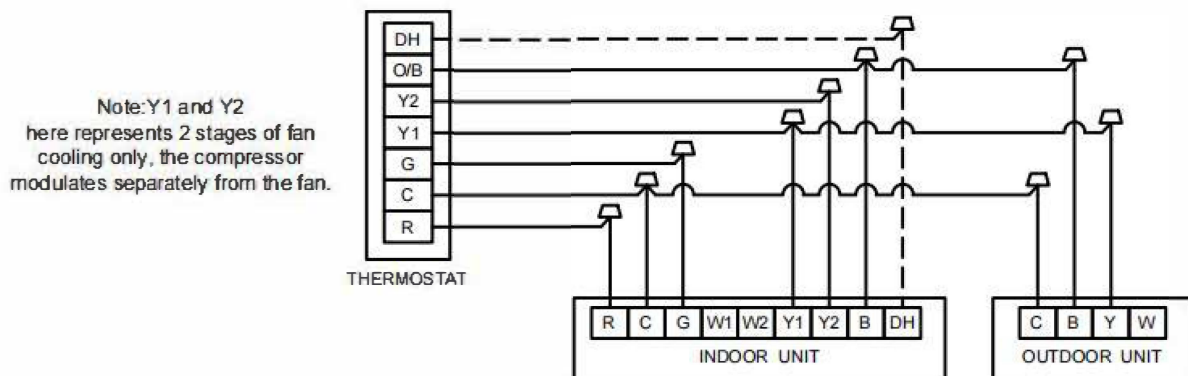 Note:Y1 and Y2
here represents 2 stages of fan
cooling only, the compressor
modulates separately from the fan.
DH
O/B
Y2
Y1
G
C
R
THERMOSTAT
R C G W1 W2 Y1 Y2 B DH
INDOOR UNIT
C B Y W
OUTDOOR UNIT